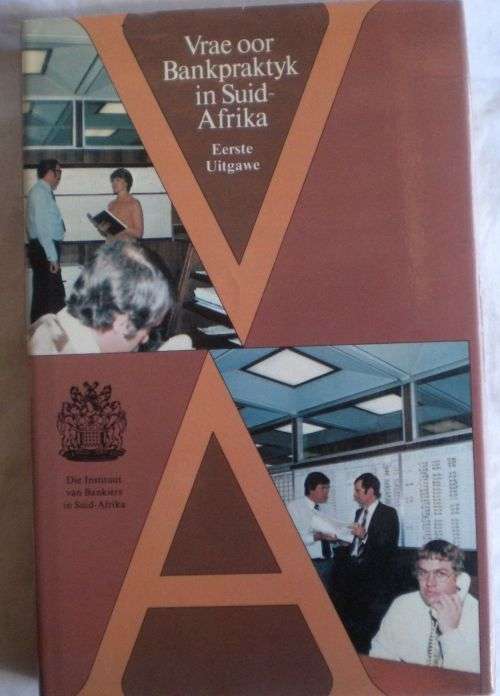 Vrae oor
Bankpraktyk
in Suid-
Afrika
Eerste
Uitgawe
Die Instituut
van Bankiers
in Suid-Afrika
V
A